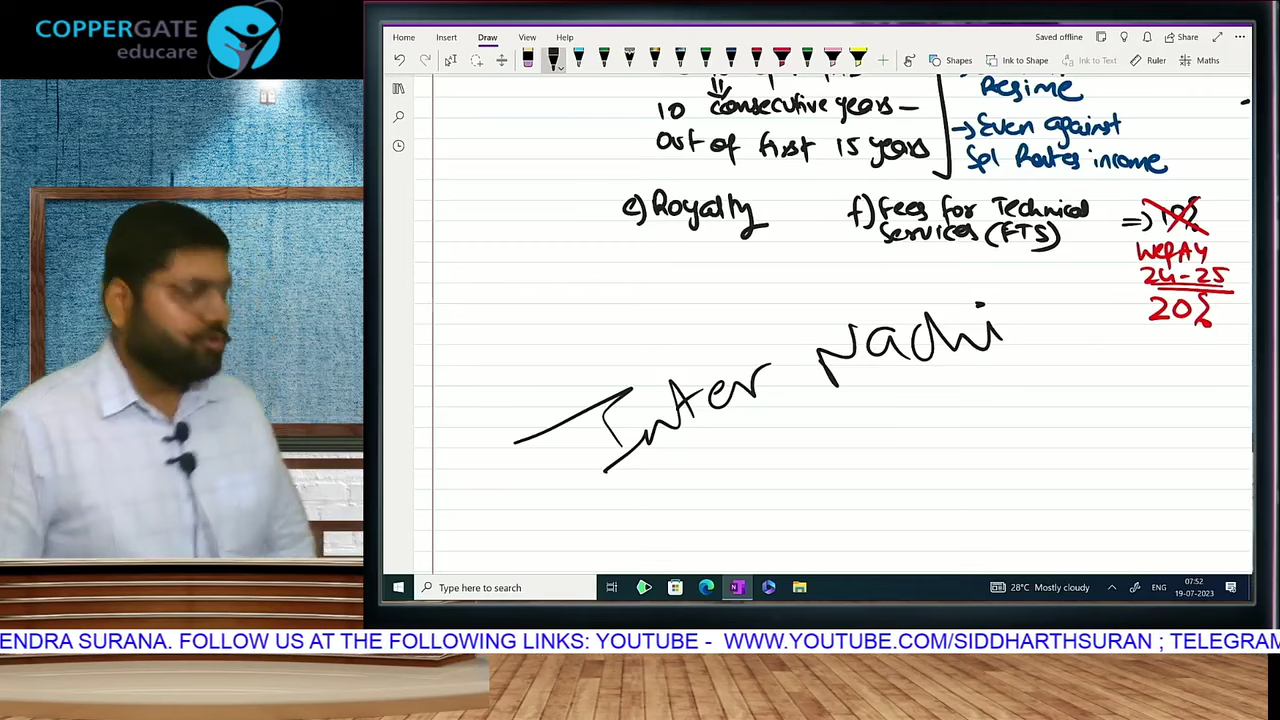 COPPERGATE
educare
Home Insert Draw View Help
Saved offline Share
Shapes Ink to Shape Ink to Text Ruler Maths
10 consecutive years —
out of first 15 years
Regime
→ Even against
Spl Rates income
e) Royalty
f) Fees for Technical
Services (FTS)
⇒ 10%
WEF AY
24-25
20%
Inter Nadhi
Type here to search
28°C Mostly cloudy
ENG
07:52
19-07-2023
ENDRA SURANA. FOLLOW US AT THE FOLLOWING LINKS: YOUTUBE - WWW.YOUTUBE.COM/SIDDHARTHSURAN ; TELEGRAM